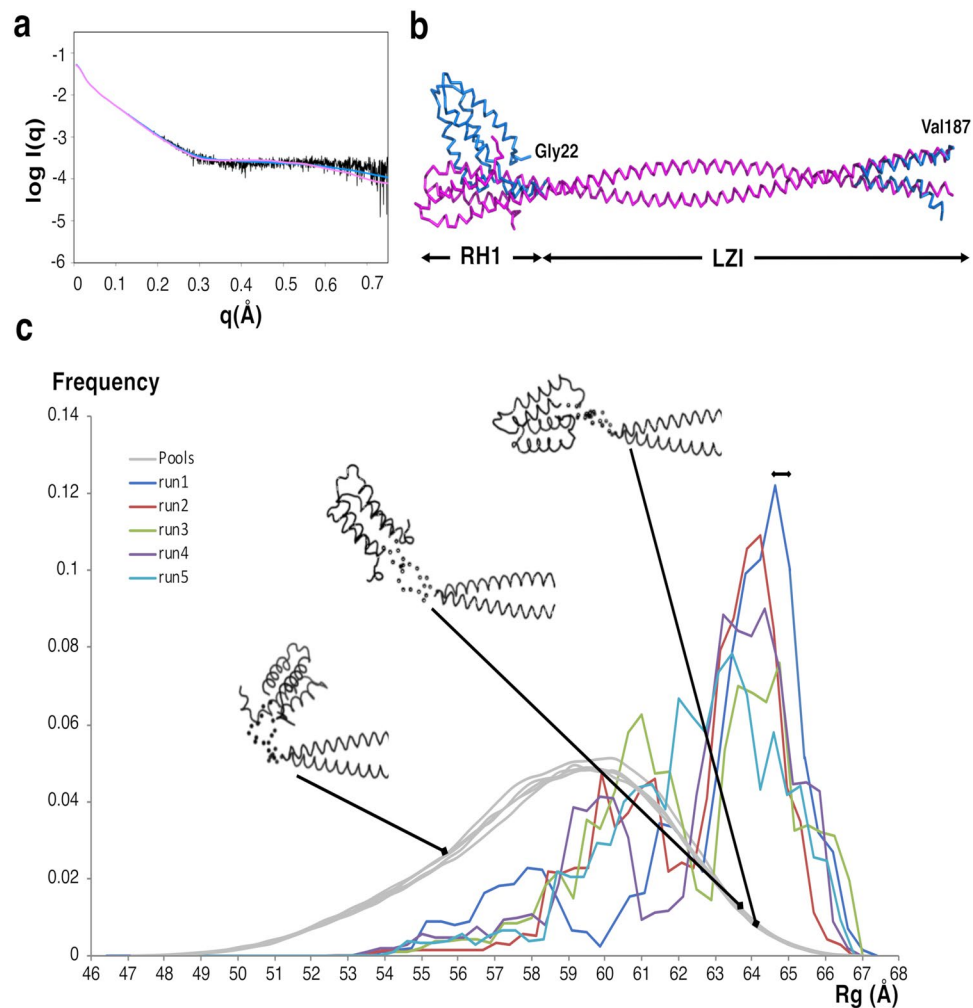 a
log I(q)
-1
-2
-3
-4
-5
-6
0 0.1 0.2 0.3 0.4 0.5 0.6 0.7
q(Å)
b
Gly22
Val187
RH1
LZI
c
Frequency
0.14
0.12
0.1
0.08
0.06
0.04
0.02
0
Pools
run1
run2
run3
run4
run5
46 47 48 49 50 51 52 53 54 55 56 57 58 59 60 61 62 63 64 65 66 67 68
Rg (Å)